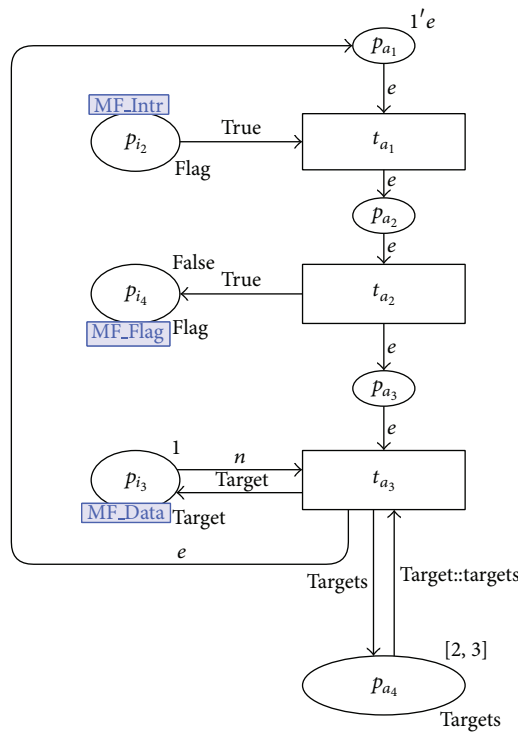 1′e
p_{a_1}
e
MF_Intr
True
p_{i_2}
t_{a_1}
Flag
e
p_{a_2}
e
False
True
p_{i_4}
t_{a_2}
MF_Flag
Flag
e
p_{a_3}
e
1
n
p_{i_3}
Target
t_{a_3}
MF_Data
Target
e
Targets
Target::targets
[2, 3]
p_{a_4}
Targets